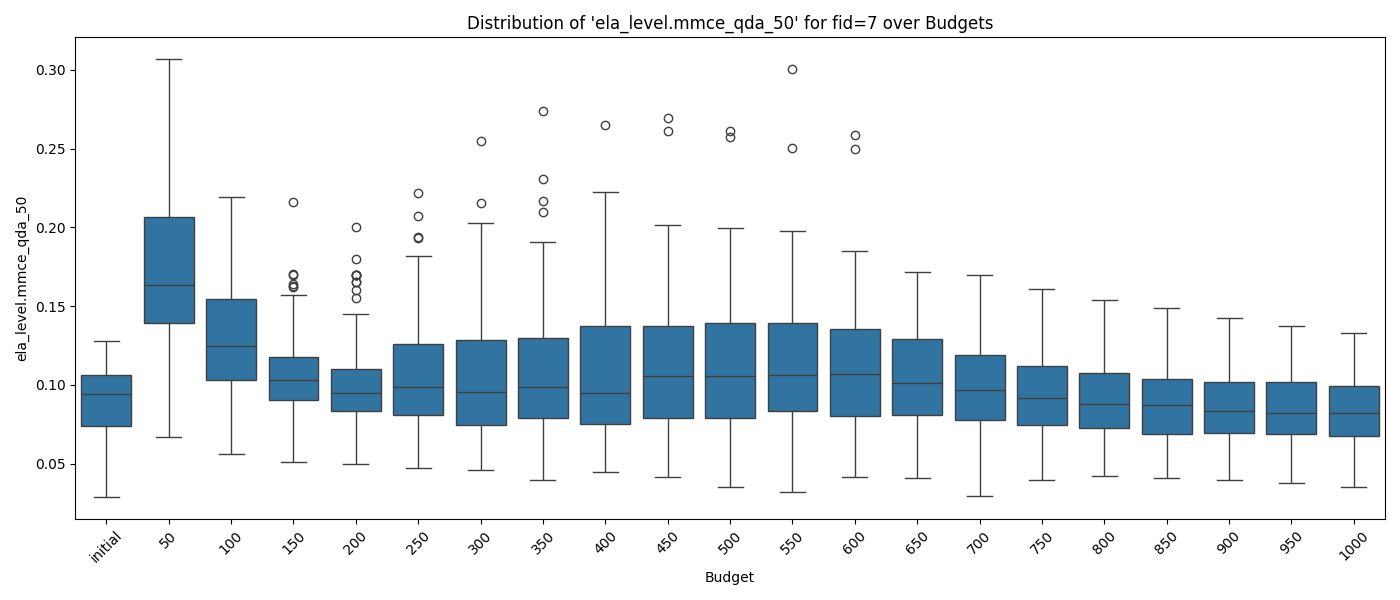 Distribution of 'ela_level.mmce_qda_50' for fid=7 over Budgets
ela_level.mmce_qda_50
0.30
0.25
0.20
0.15
0.10
0.05
initial 50 100 150 200 250 300 350 400 450 500 550 600 650 700 750 800 850 900 950 1000
Budget